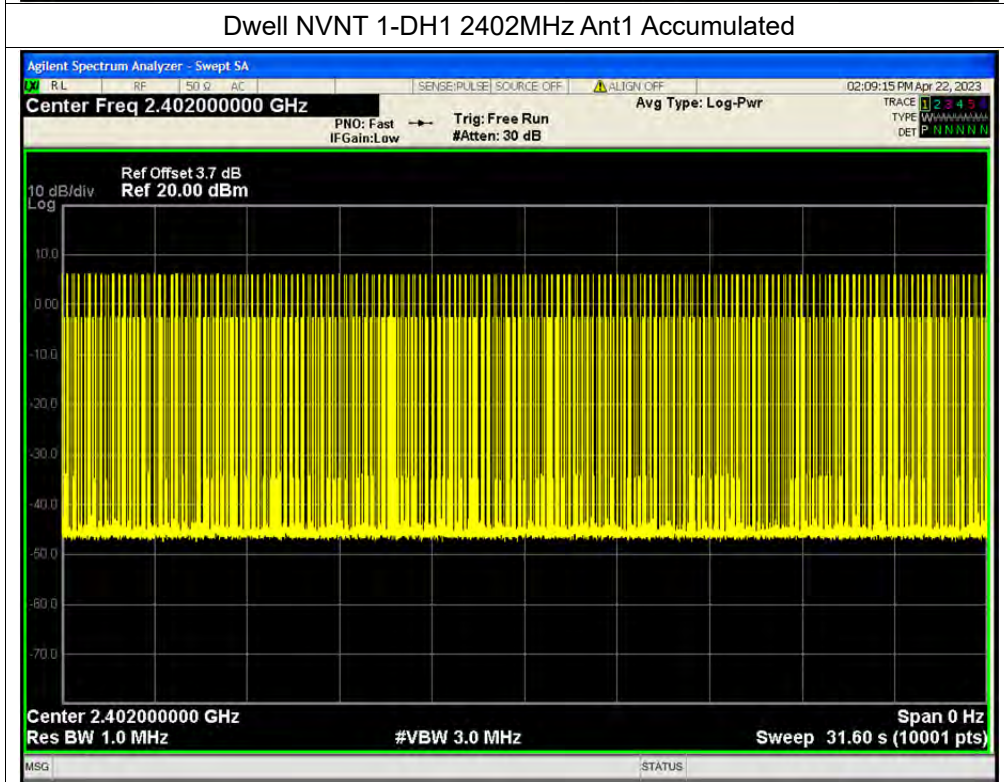 Dwell NVNT 1-DH1 2402MHz Ant1 Accumulated
Agilent Spectrum Analyzer - Swept SA
LXI RL RF 50 Ω AC SENSE:PULSE SOURCE OFF ALIGN OFF 02:09:15 PM Apr 22, 2023
Center Freq 2.402000000 GHz Avg Type: Log-Pwr TRACE 1 2 3 4 5 6
PNO: Fast Trig: Free Run TYPE W
IFGain:Low #Atten: 30 dB DET P N N N N N
Ref Offset 3.7 dB
10 dB/div Ref 20.00 dBm
Log
10.0
0.00
-10.0
-20.0
-30.0
-40.0
-50.0
-60.0
-70.0
Center 2.402000000 GHz Span 0 Hz
Res BW 1.0 MHz #VBW 3.0 MHz Sweep 31.60 s (10001 pts)
MSG STATUS